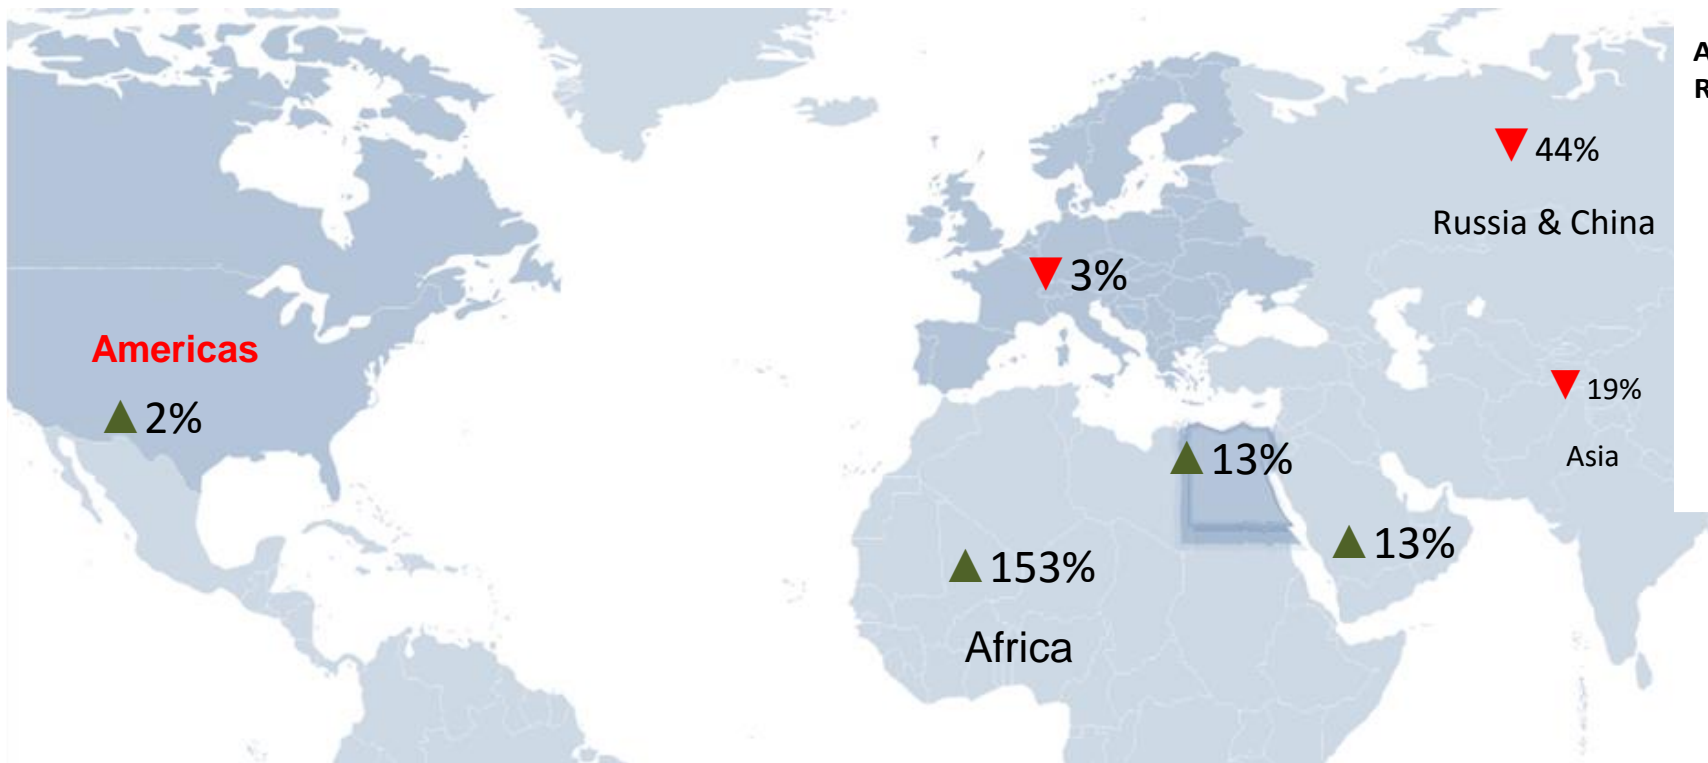 A
R
▼ 44%
Russia & China
▼ 3%
Americas
▲ 2%
▼ 19%
Asia
▲ 13%
▲ 13%
▲ 153%
Africa